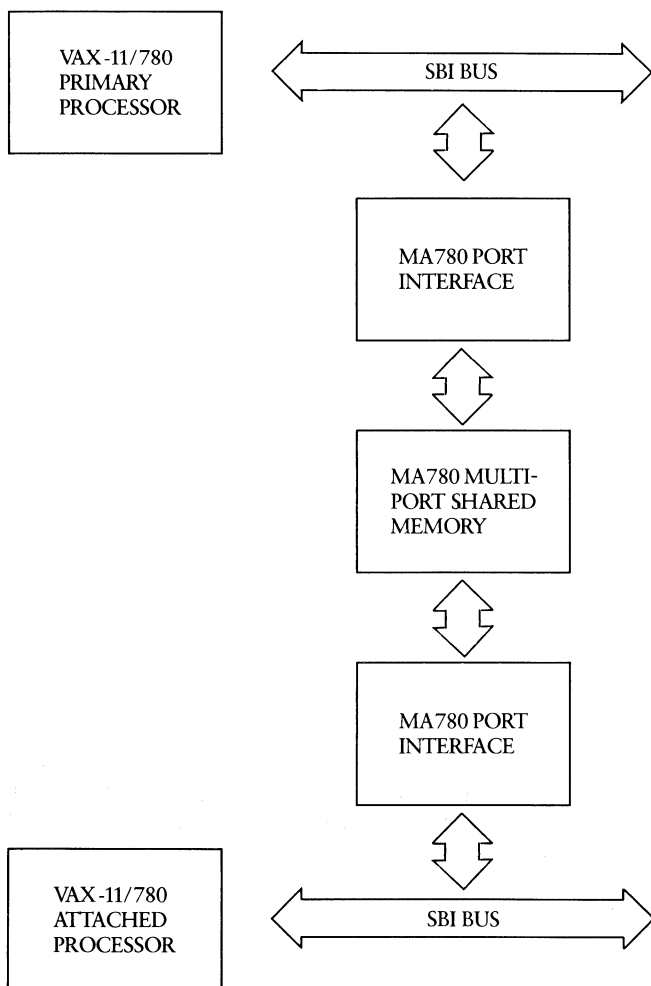 VAX-11/780
PRIMARY
PROCESSOR
SBI BUS
MA780 PORT
INTERFACE
MA780 MULTI-
PORT SHARED
MEMORY
MA780 PORT
INTERFACE
VAX-11/780
ATTACHED
PROCESSOR
SBI BUS